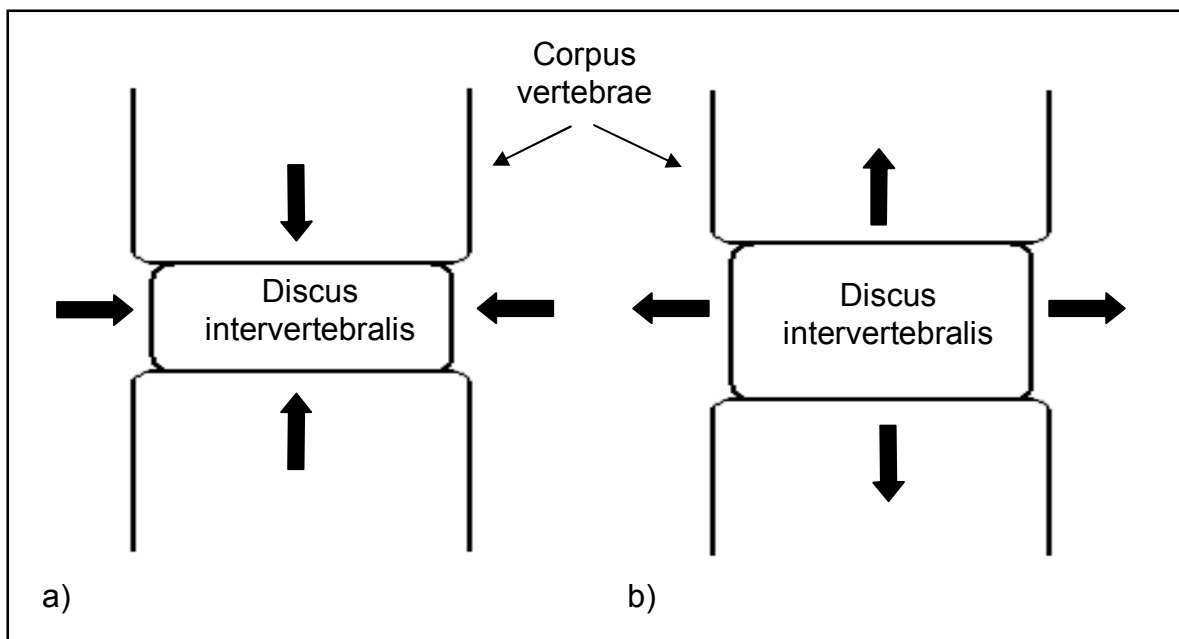 Corpus
vertebrae
Discus
intervertebralis
Discus
intervertebralis
a)
b)